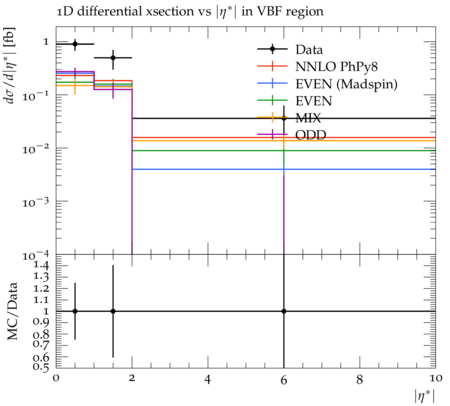 1D differential xsection vs |η*| in VBF region
dσ/d|η*| [fb]
1
10⁻¹
10⁻²
10⁻³
10⁻⁴
Data
NNLO PhPy8
EVEN (Madspin)
EVEN
MIX
ODD
MC/Data
1.4
1.3
1.2
1.1
1.0
0.9
0.8
0.7
0.6
0.5
0 2 4 6 8 10
|η*|